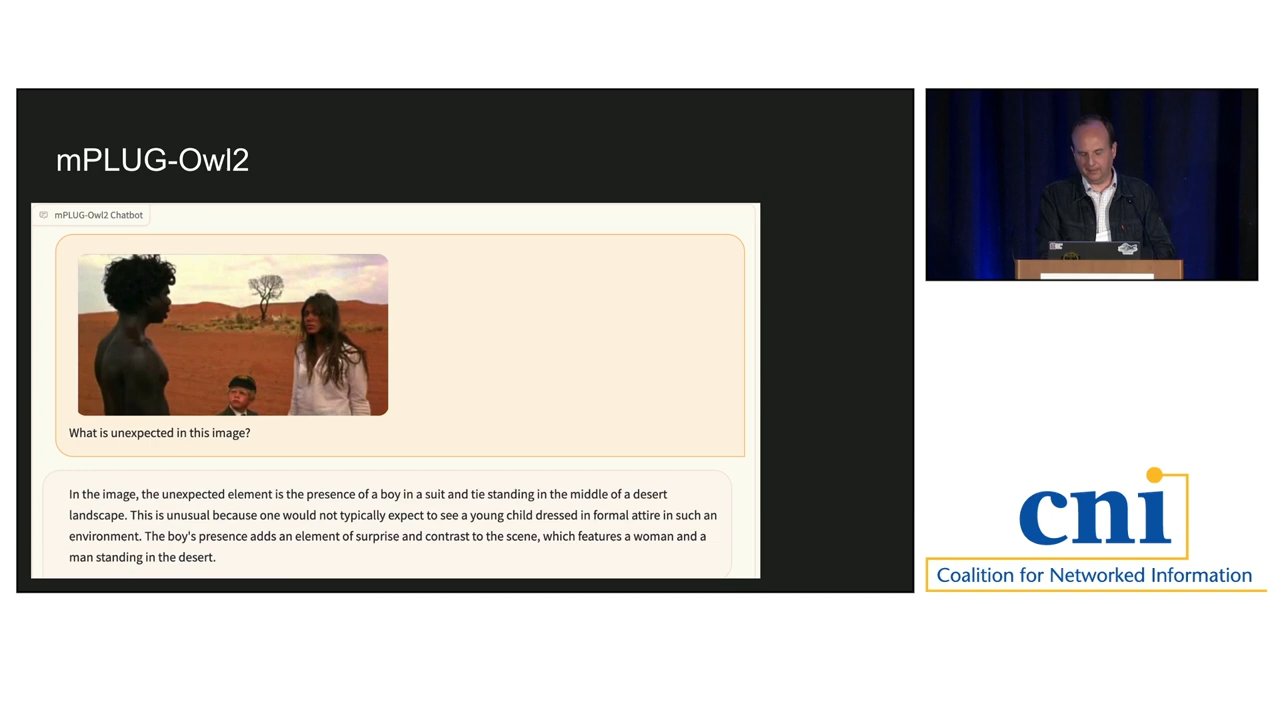 mPLUG-Owl2
mPLUG-Owl2 Chatbot
What is unexpected in this image?
In the image, the unexpected element is the presence of a boy in a suit and tie standing in the middle of a desert
landscape. This is unusual because one would not typically expect to see a young child dressed in formal attire in such an
environment. The boy's presence adds an element of surprise and contrast to the scene, which features a woman and a
man standing in the desert.
cni
Coalition for Networked Information